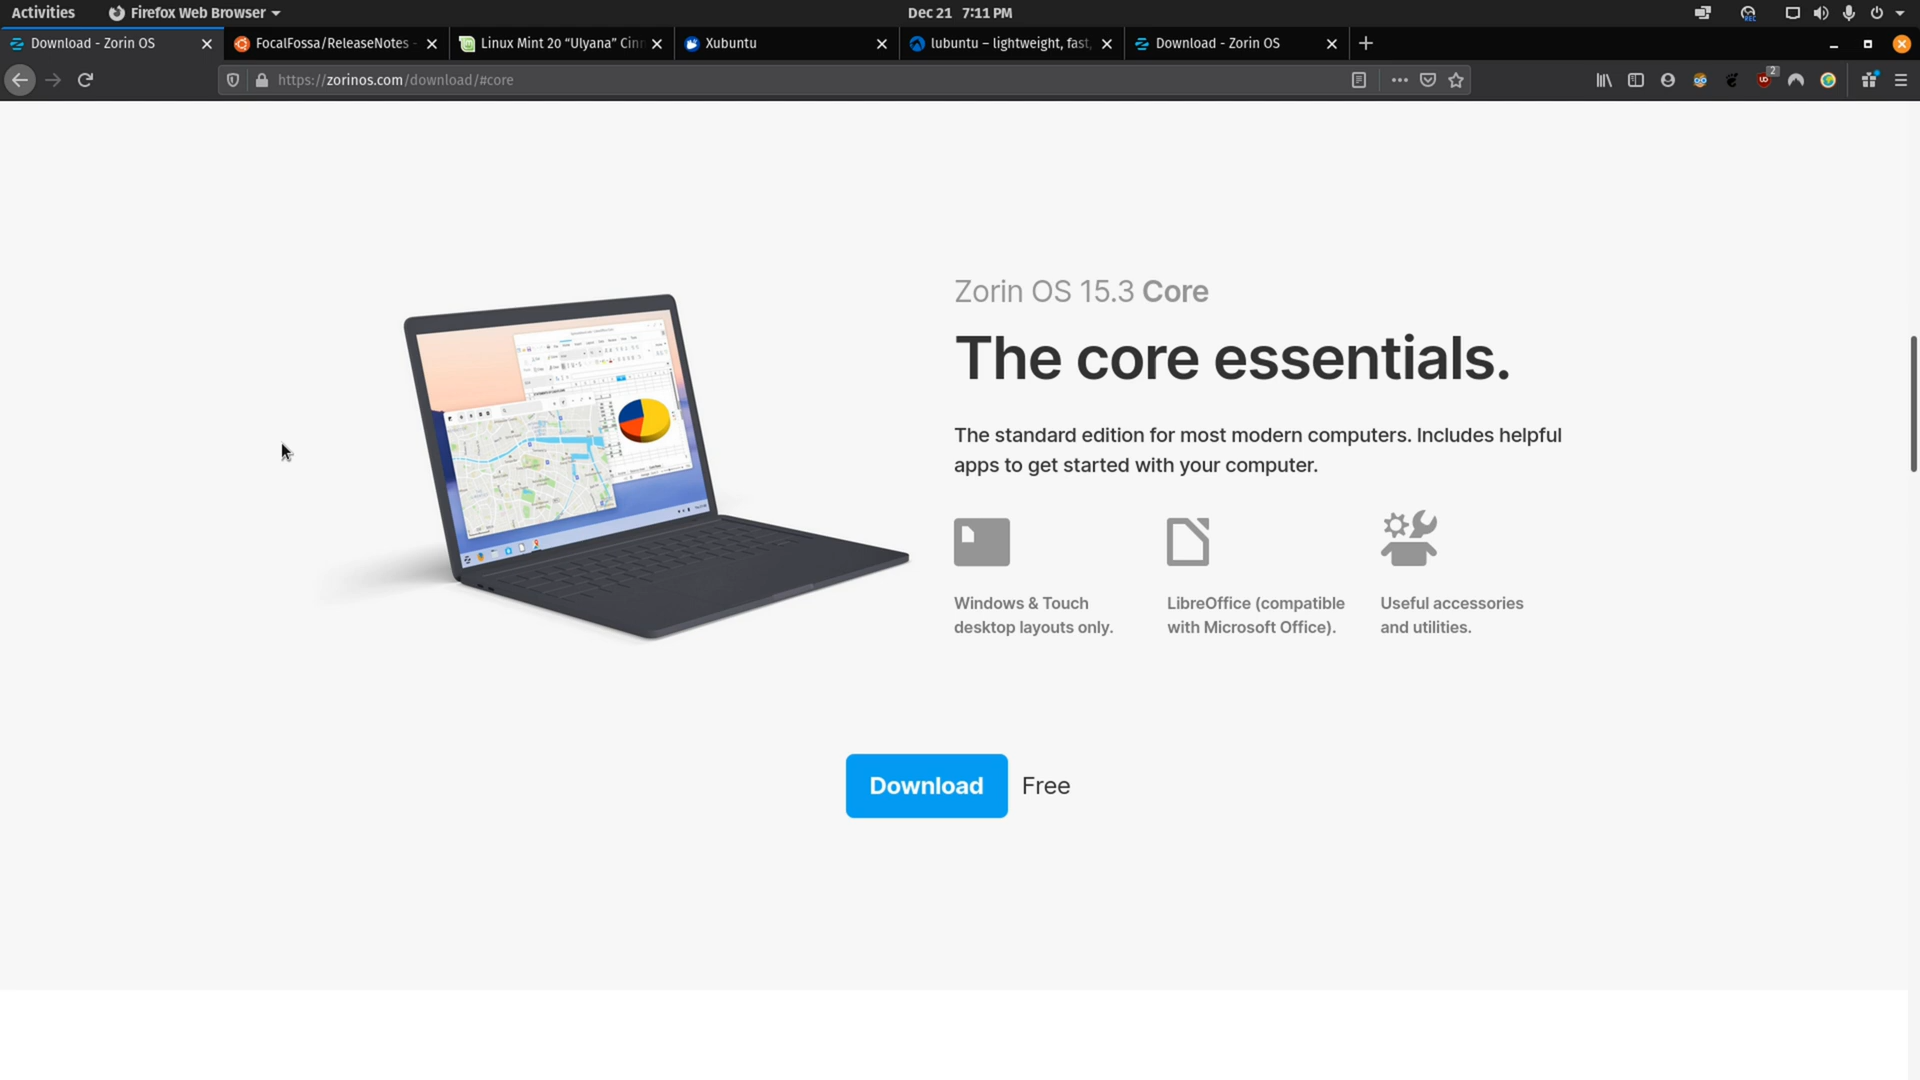 Activities
Firefox Web Browser
Dec 21 7:11 PM
Download - Zorin OS
FocalFossa/ReleaseNotes -
Linux Mint 20 “Ulyana” Cinn
Xubuntu
lubuntu – lightweight, fast,
Download - Zorin OS
https://zorinos.com/download/#core
2
Zorin OS 15.3 Core
The core essentials.
The standard edition for most modern computers. Includes helpful
apps to get started with your computer.
Windows & Touch
desktop layouts only.
LibreOffice (compatible
with Microsoft Office).
Useful accessories
and utilities.
Download
Free